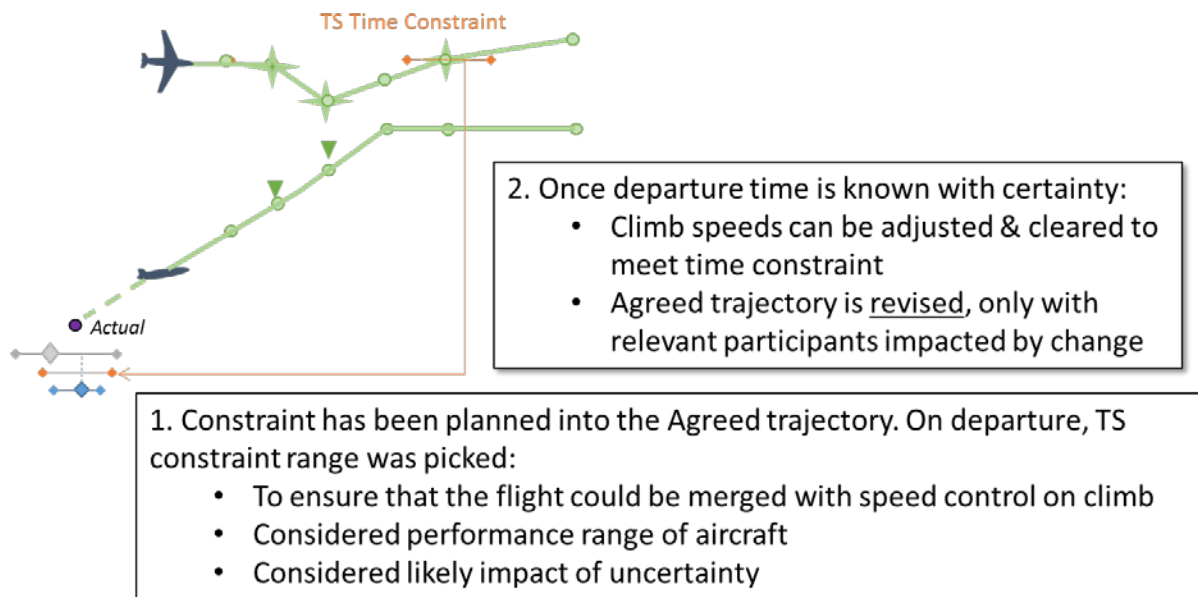 TS Time Constraint
2. Once departure time is known with certainty:
• Climb speeds can be adjusted & cleared to
meet time constraint
• Agreed trajectory is revised, only with
relevant participants impacted by change
Actual
1. Constraint has been planned into the Agreed trajectory. On departure, TS
constraint range was picked:
• To ensure that the flight could be merged with speed control on climb
• Considered performance range of aircraft
• Considered likely impact of uncertainty